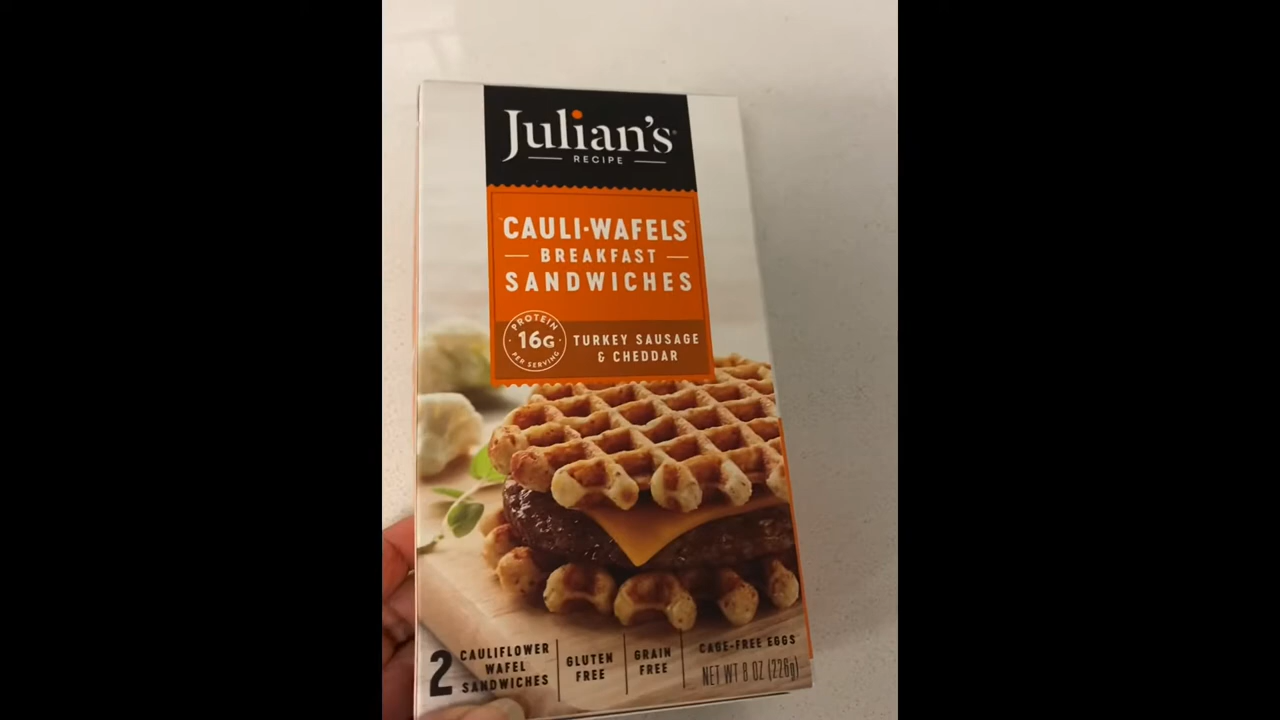 Julian's®
RECIPE
"CAULI·WAFELS™
BREAKFAST
SANDWICHES
PROTEIN
16G
PER SERVING
TURKEY SAUSAGE
& CHEDDAR
2
CAULIFLOWER
WAFEL
SANDWICHES
GLUTEN
FREE
GRAIN
FREE
CAGE-FREE EGGS
NET WT 8 OZ (226g)